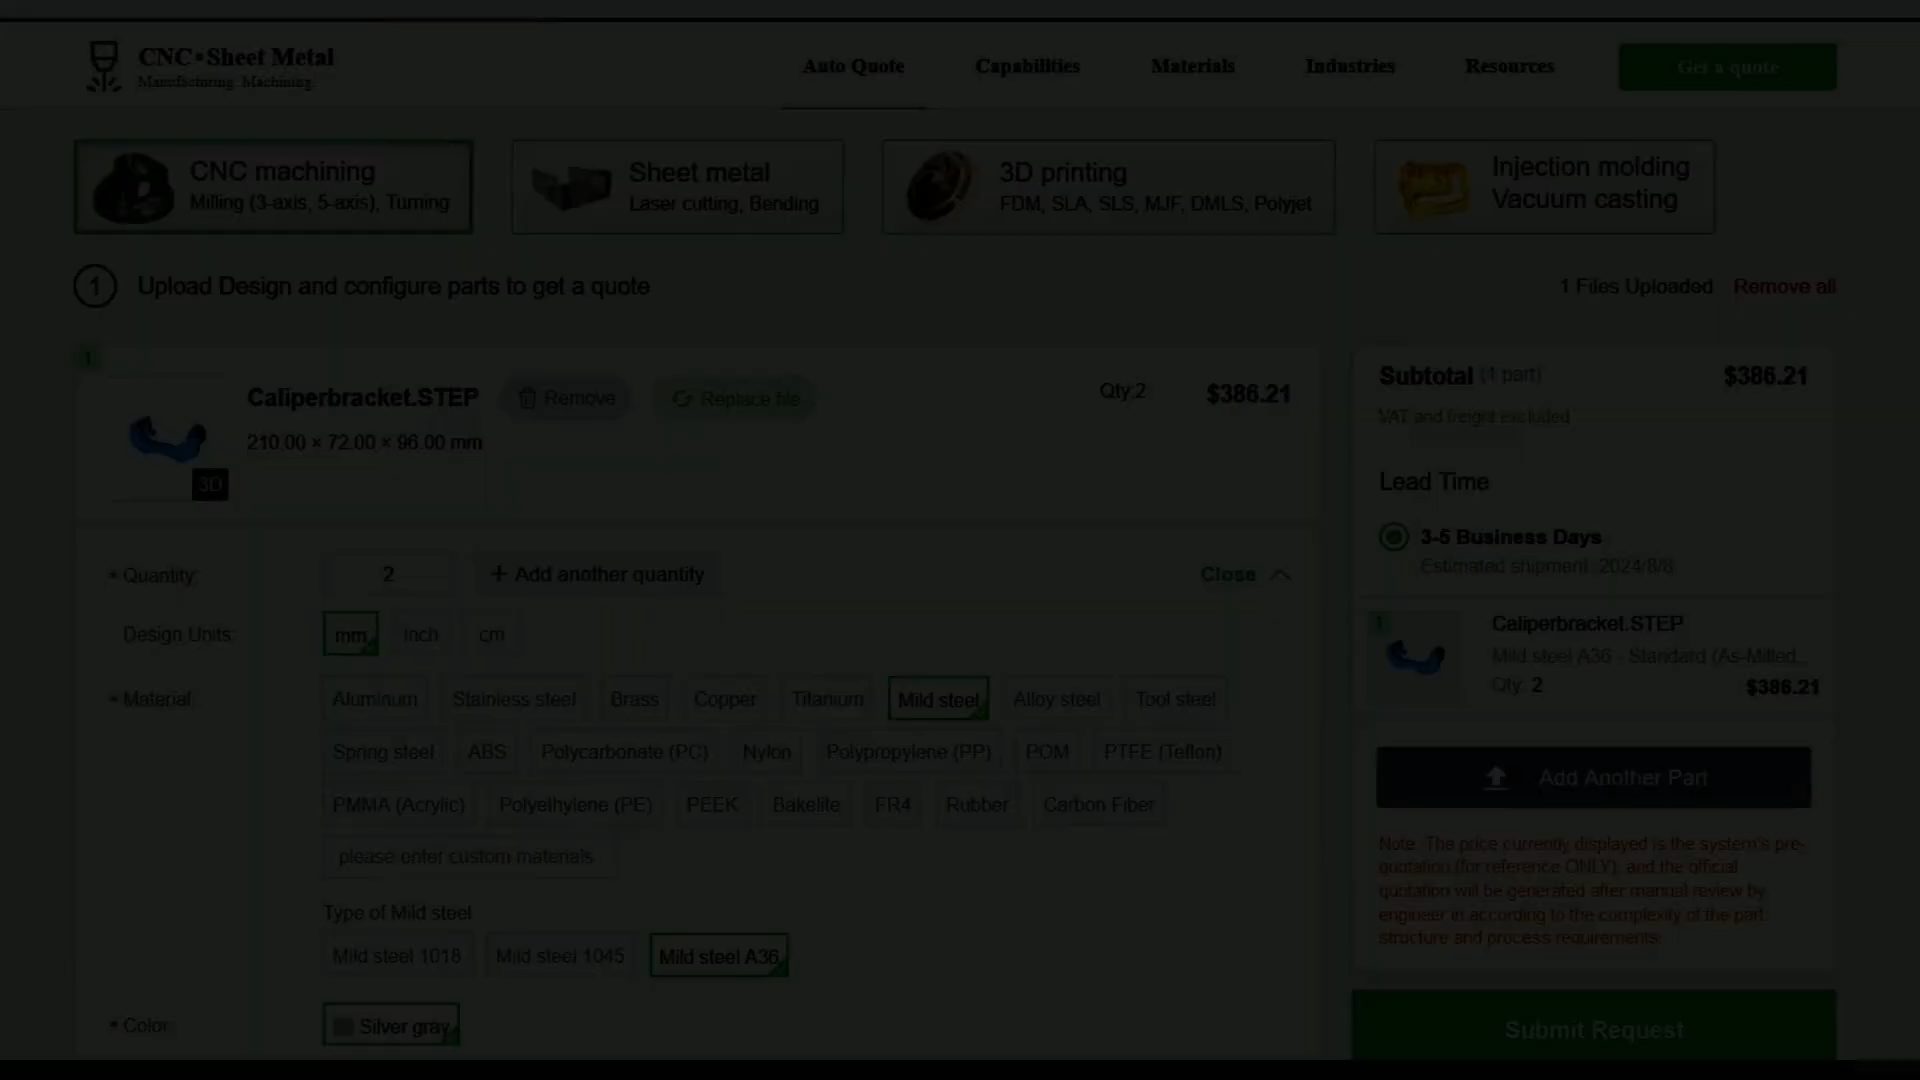 CNC•Sheet Metal
Manufacturing. Machining.
Auto Quote
Capabilities
Materials
Industries
Resources
Get a quote
CNC machining
Milling (3-axis, 5-axis), Turning
Sheet metal
Laser cutting, Bending
3D printing
FDM, SLA, SLS, MJF, DMLS, Polyjet
Injection molding
Vacuum casting
1 Upload Design and configure parts to get a quote
1 Files Uploaded Remove all
1
Caliperbracket.STEP
Remove
Replace file
Qty:2
$386.21
210.00 × 72.00 × 96.00 mm
3D
* Quantity:
2
+ Add another quantity
Close
Design Units:
mm inch cm
* Material:
Aluminum Stainless steel Brass Copper Titanium Mild steel Alloy steel Tool steel
Spring steel ABS Polycarbonate (PC) Nylon Polypropylene (PP) POM PTFE (Teflon)
PMMA (Acrylic) Polyethylene (PE) PEEK Bakelite FR4 Rubber Carbon Fiber
please enter custom materials
Type of Mild steel
Mild steel 1018 Mild steel 1045 Mild steel A36
* Color:
Silver gray
Subtotal (1 part) $386.21
VAT and freight excluded
Lead Time
3-5 Business Days
Estimated shipment: 2024/8/8
1
Caliperbracket.STEP
Mild steel A36 - Standard (As-Milled...
Qty: 2 $386.21
Add Another Part
Note: The price currently displayed is the system's pre-
quotation (for reference ONLY), and the official
quotation will be generated after manual review by
engineer in according to the complexity of the part
structure and process requirements.
Submit Request